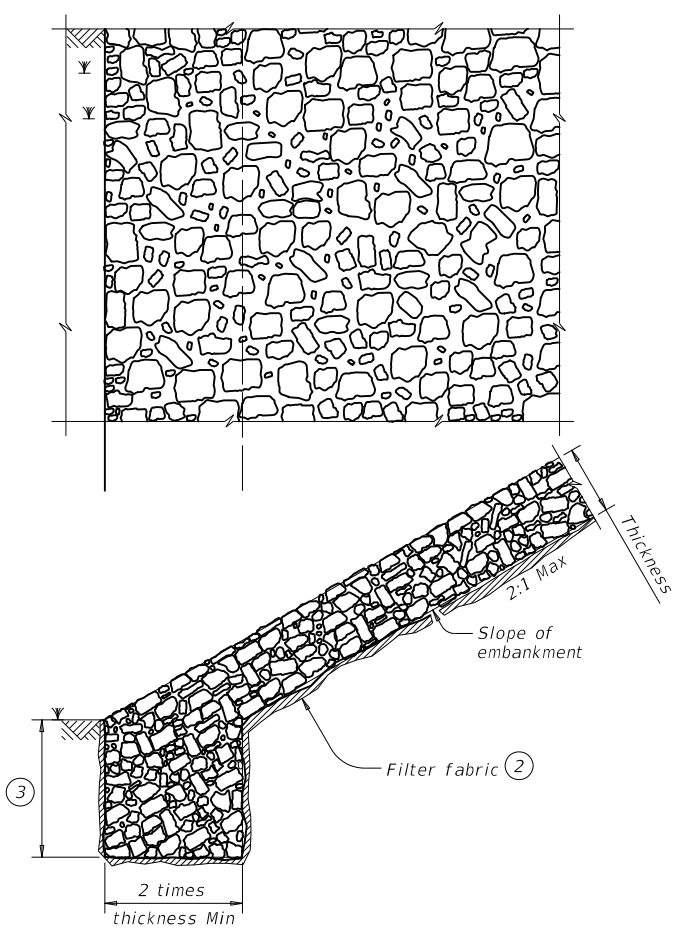 Thickness
2:1 Max
Slope of
embankment
Filter fabric 2
3
2 times
thickness Min